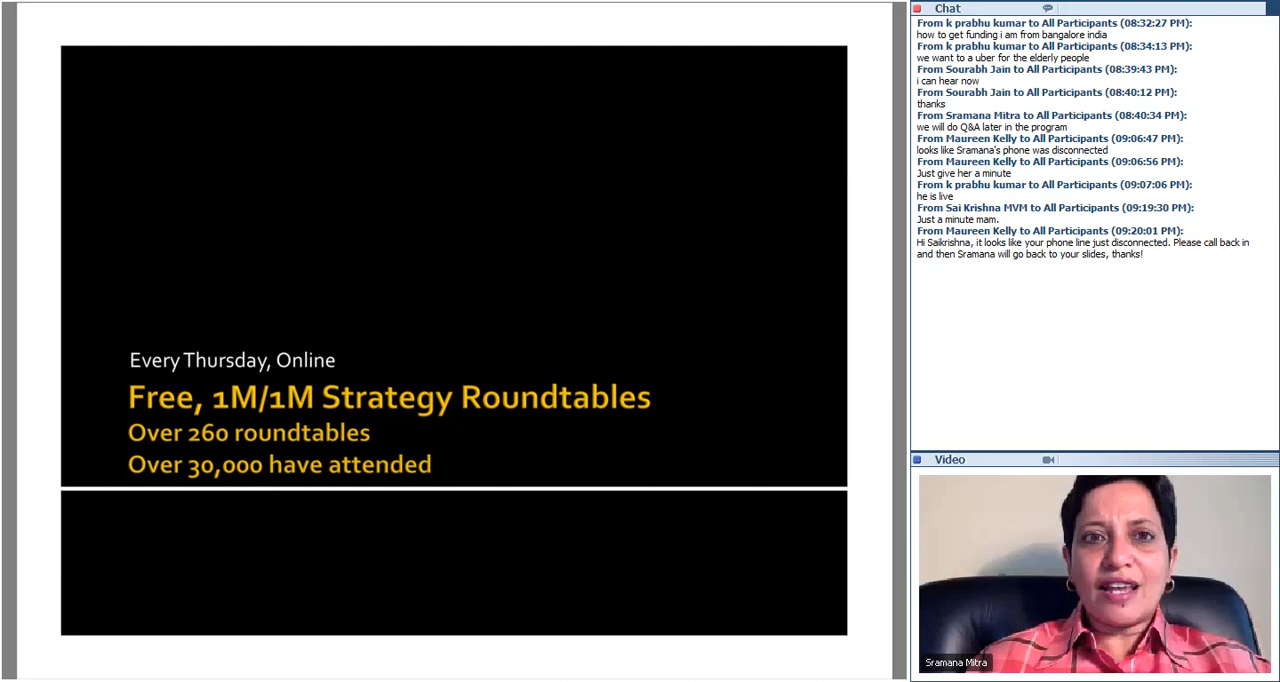 Every Thursday, Online
Free, 1M/1M Strategy Roundtables
Over 260 roundtables
Over 30,000 have attended
Chat
From k prabhu kumar to All Participants (08:32:27 PM):
how to get funding i am from bangalore india
From k prabhu kumar to All Participants (08:34:13 PM):
we want to a uber for the elderly people
From Sourabh Jain to All Participants (08:39:43 PM):
i can hear now
From Sourabh Jain to All Participants (08:40:12 PM):
thanks
From Sramana Mitra to All Participants (08:40:34 PM):
we will do Q&A later in the program
From Maureen Kelly to All Participants (09:06:47 PM):
looks like Sramana's phone was disconnected
From Maureen Kelly to All Participants (09:06:56 PM):
Just give her a minute
From k prabhu kumar to All Participants (09:07:06 PM):
he is live
From Sai Krishna MVM to All Participants (09:19:30 PM):
Just a minute mam.
From Maureen Kelly to All Participants (09:20:01 PM):
Hi Saikrishna, it looks like your phone line just disconnected. Please call back in
and then Sramana will go back to your slides, thanks!
Video
Sramana Mitra